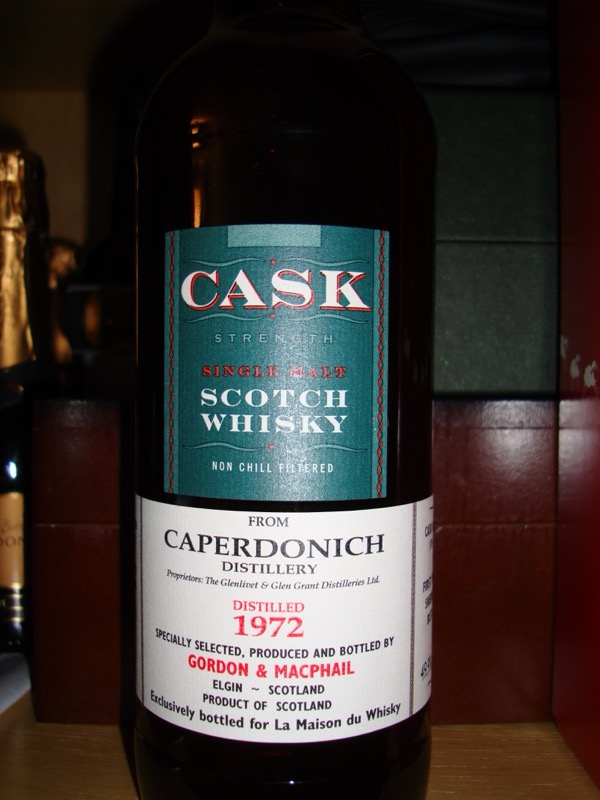 CASK
STRENGTH
SINGLE MALT
SCOTCH
WHISKY
NON CHILL FILTERED
FROM
CAPERDONICH
DISTILLERY
Proprietors: The Glenlivet & Glen Grant Distilleries Ltd.
DISTILLED
1972
SPECIALLY SELECTED, PRODUCED AND BOTTLED BY
GORDON & MACPHAIL
ELGIN ~ SCOTLAND
PRODUCT OF SCOTLAND
Exclusively bottled for La Maison du Whisky